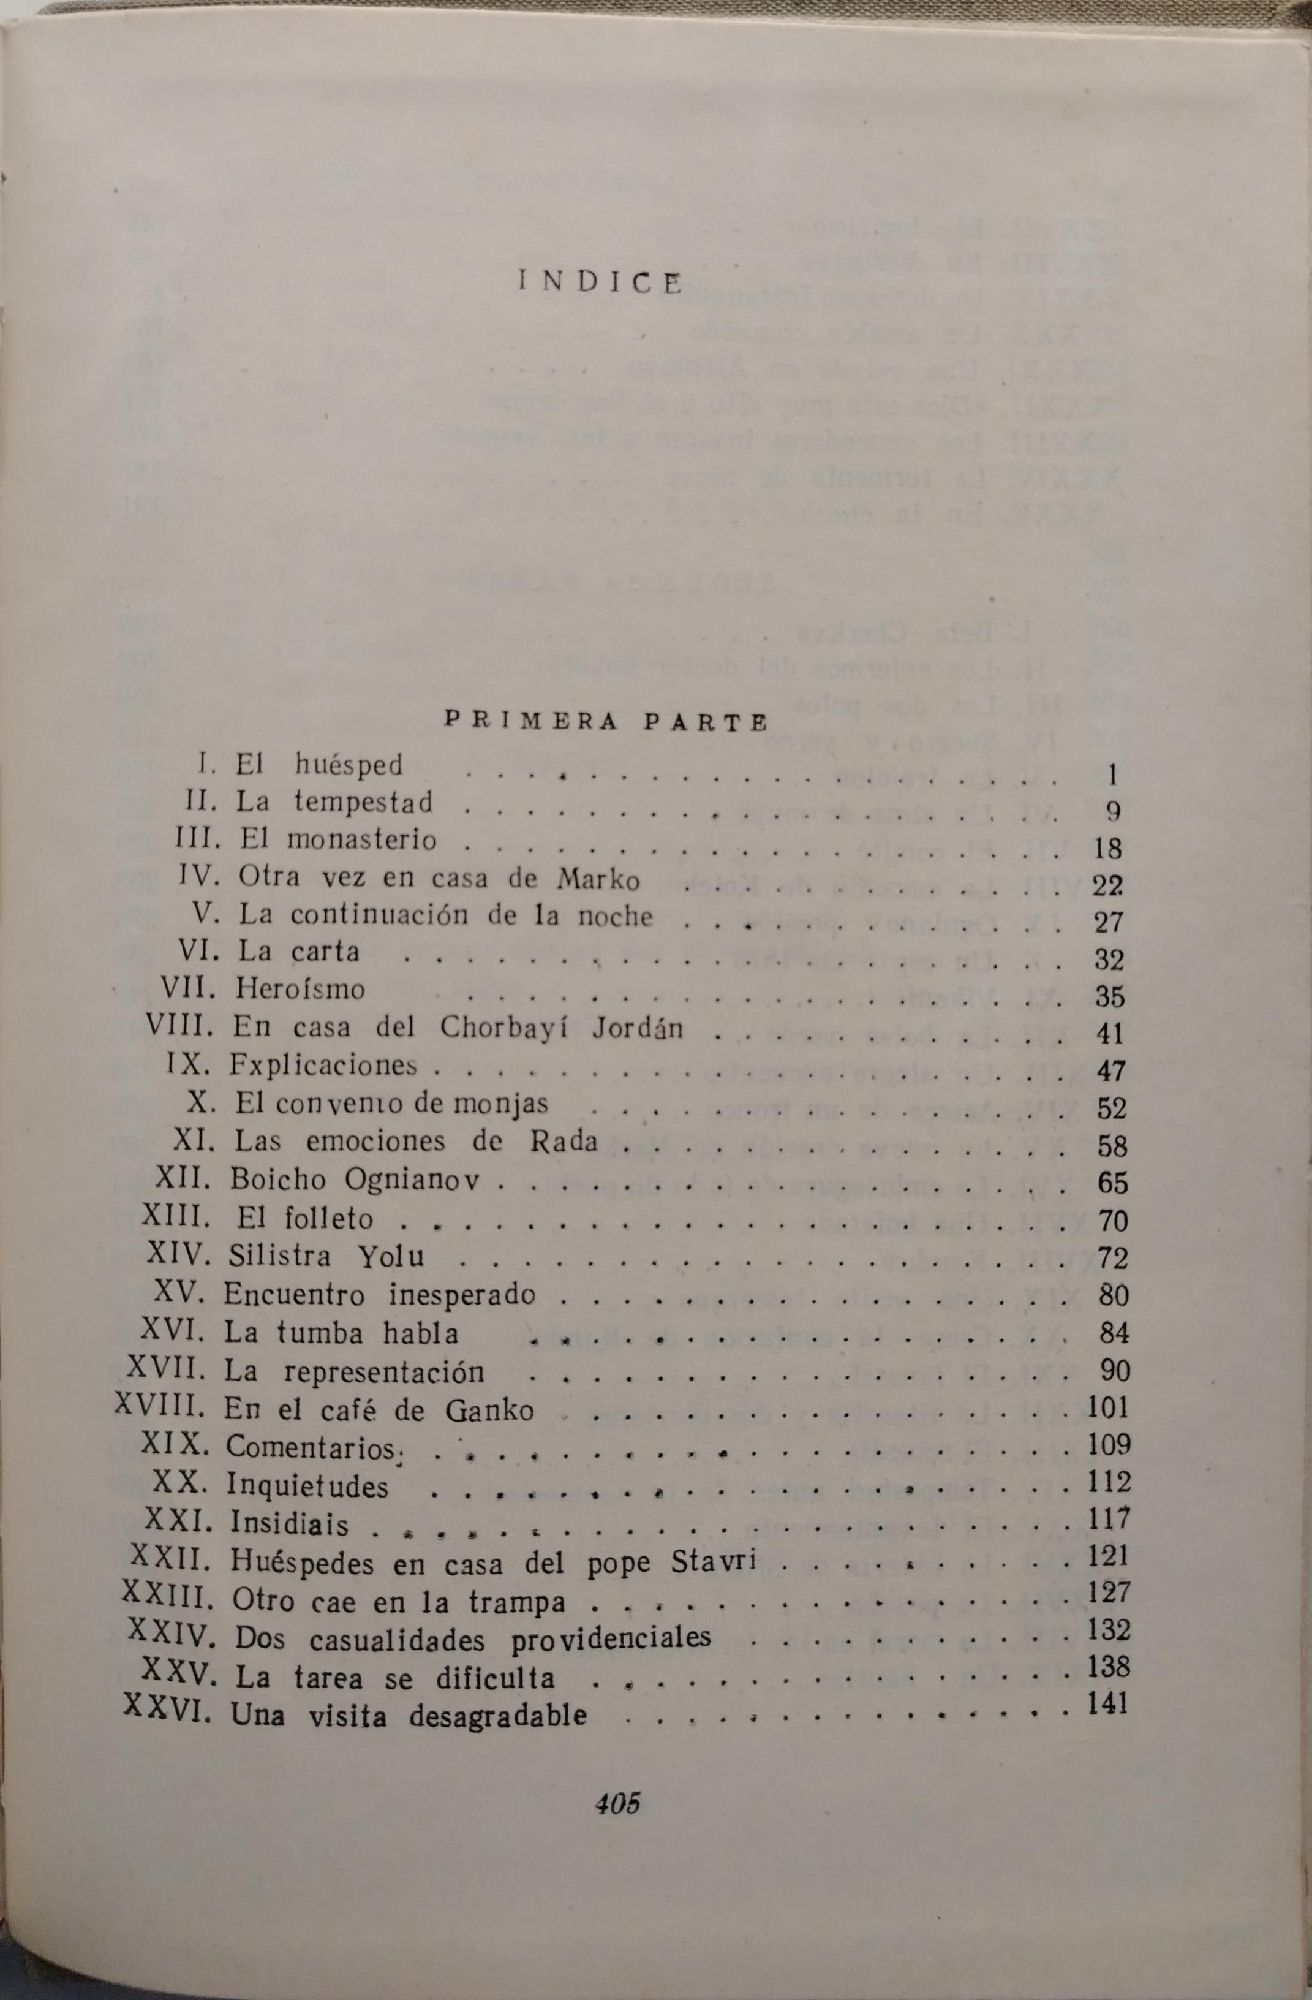 INDICE
PRIMERA PARTE
I. El huésped . . . . . . . . . . . . . . . . . . . 1
II. La tempestad . . . . . . . . . . . . . . . . . . . 9
III. El monasterio . . . . . . . . . . . . . . . . . . . 18
IV. Otra vez en casa de Marko . . . . . . . . . . . . . 22
V. La continuación de la noche . . . . . . . . . . . . . 27
VI. La carta . . . . . . . . . . . . . . . . . . . . . 32
VII. Heroísmo . . . . . . . . . . . . . . . . . . . 35
VIII. En casa del Chorbayí Jordán . . . . . . . . . . . . 41
IX. Fxplicaciones . . . . . . . . . . . . . . . . . . . . 47
X. El convento de monjas . . . . . . . . . . . . . . . 52
XI. Las emociones de Rada . . . . . . . . . . . . . . . 58
XII. Boicho Ognianov . . . . . . . . . . . . . . . . . . 65
XIII. El folleto . . . . . . . . . . . . . . . . . . . . . 70
XIV. Silistra Yolu . . . . . . . . . . . . . . . . . . . 72
XV. Encuentro inesperado . . . . . . . . . . . . . . . . 80
XVI. La tumba habla . . . . . . . . . . . . . . . . . 84
XVII. La representación . . . . . . . . . . . . . . . . . 90
XVIII. En el café de Ganko . . . . . . . . . . . . . . . . 101
XIX. Comentarios . . . . . . . . . . . . . . . . . . . . 109
XX. Inquietudes . . . . . . . . . . . . . . . . . . . . 112
XXI. Insidiais . . . . . . . . . . . . . . . . . . . . . . 117
XXII. Huéspedes en casa del pope Stavri . . . . . . . . . . 121
XXIII. Otro cae en la trampa . . . . . . . . . . . . . . . 127
XXIV. Dos casualidades providenciales . . . . . . . . . . . 132
XXV. La tarea se dificulta . . . . . . . . . . . . . . . . 138
XXVI. Una visita desagradable . . . . . . . . . . . . . . 141
405